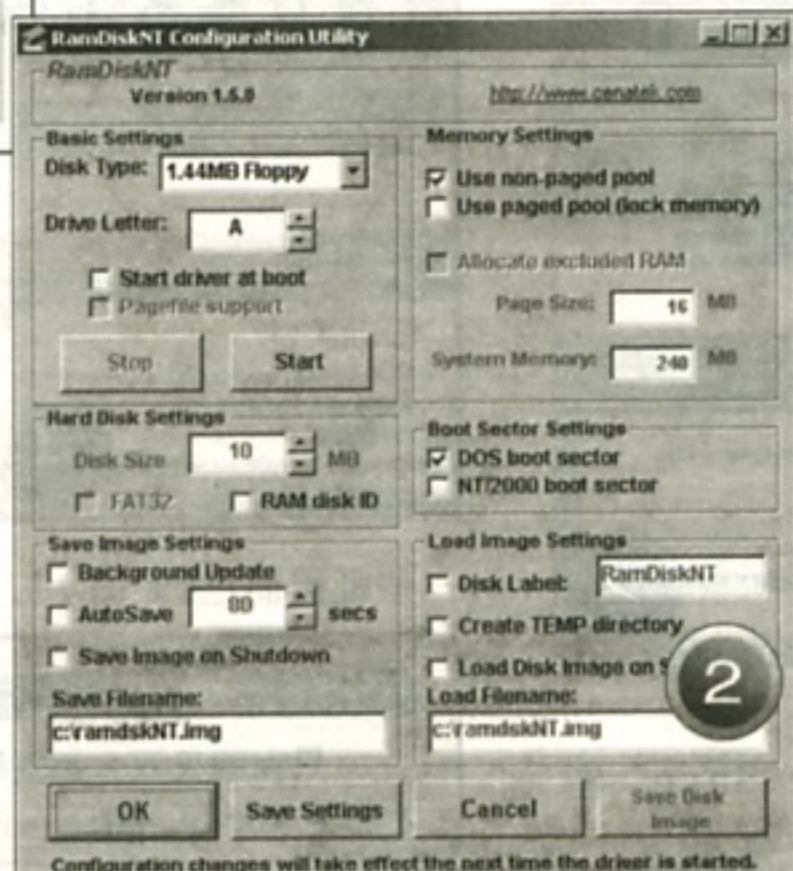 RamDiskNT Configuration Utility
RamDiskNT
Version 1.5.0
http://www.cenatek.com
Basic Settings
Disk Type: 1.44MB Floppy
Drive Letter: A
Start driver at boot
Pagefile support
Stop
Start
Memory Settings
Use non-paged pool
Use paged pool (lock memory)
Allocate excluded RAM
Page Size: 16 MB
System Memory: 240 MB
Hard Disk Settings
Disk Size 10 MB
FAT32
RAM disk ID
Boot Sector Settings
DOS boot sector
NT/2000 boot sector
Save Image Settings
Background Update
AutoSave 80 secs
Save Image on Shutdown
Save Filename:
c:\ramdskNT.img
Load Image Settings
Disk Label: RamDiskNT
Create TEMP directory
Load Disk Image on
2
Load Filename:
c:\ramdskNT.img
OK
Save Settings
Cancel
Save Disk
Image
Configuration changes will take effect the next time the driver is started.